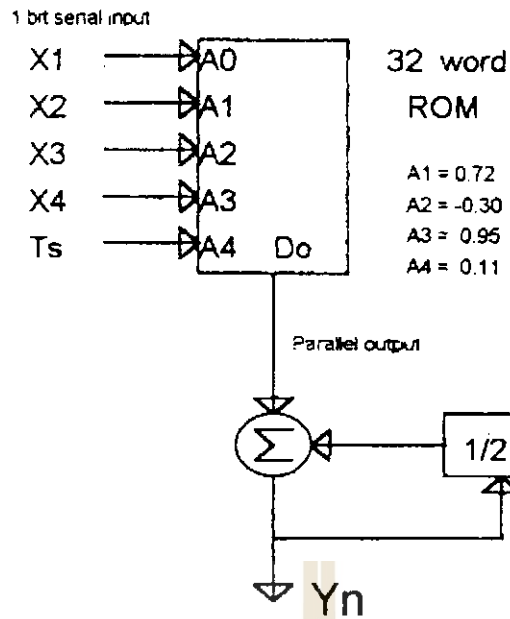 1 bit serial input
X1 A0 32 word
X2 A1 ROM
X3 A2 A1 = 0.72
X4 A3 A2 = -0.30
A3 = 0.95
Ts A4 Do A4 = 0.11
Parallel output
Σ 1/2
Yn